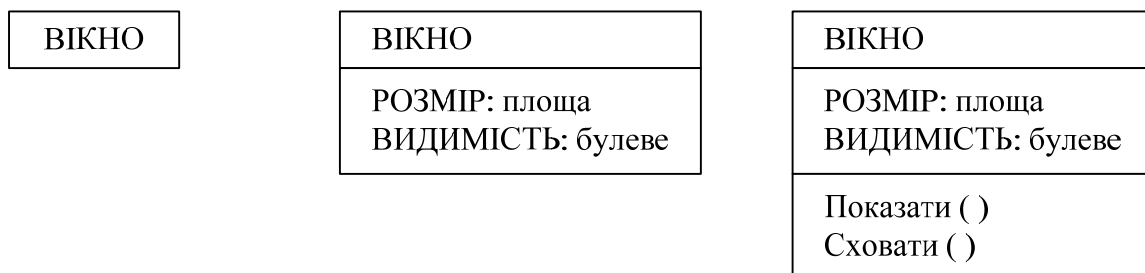 ВІКНО
ВІКНО
РОЗМІР: площа
ВИДИМІСТЬ: булеве
ВІКНО
РОЗМІР: площа
ВИДИМІСТЬ: булеве
Показати ( )
Сховати ( )